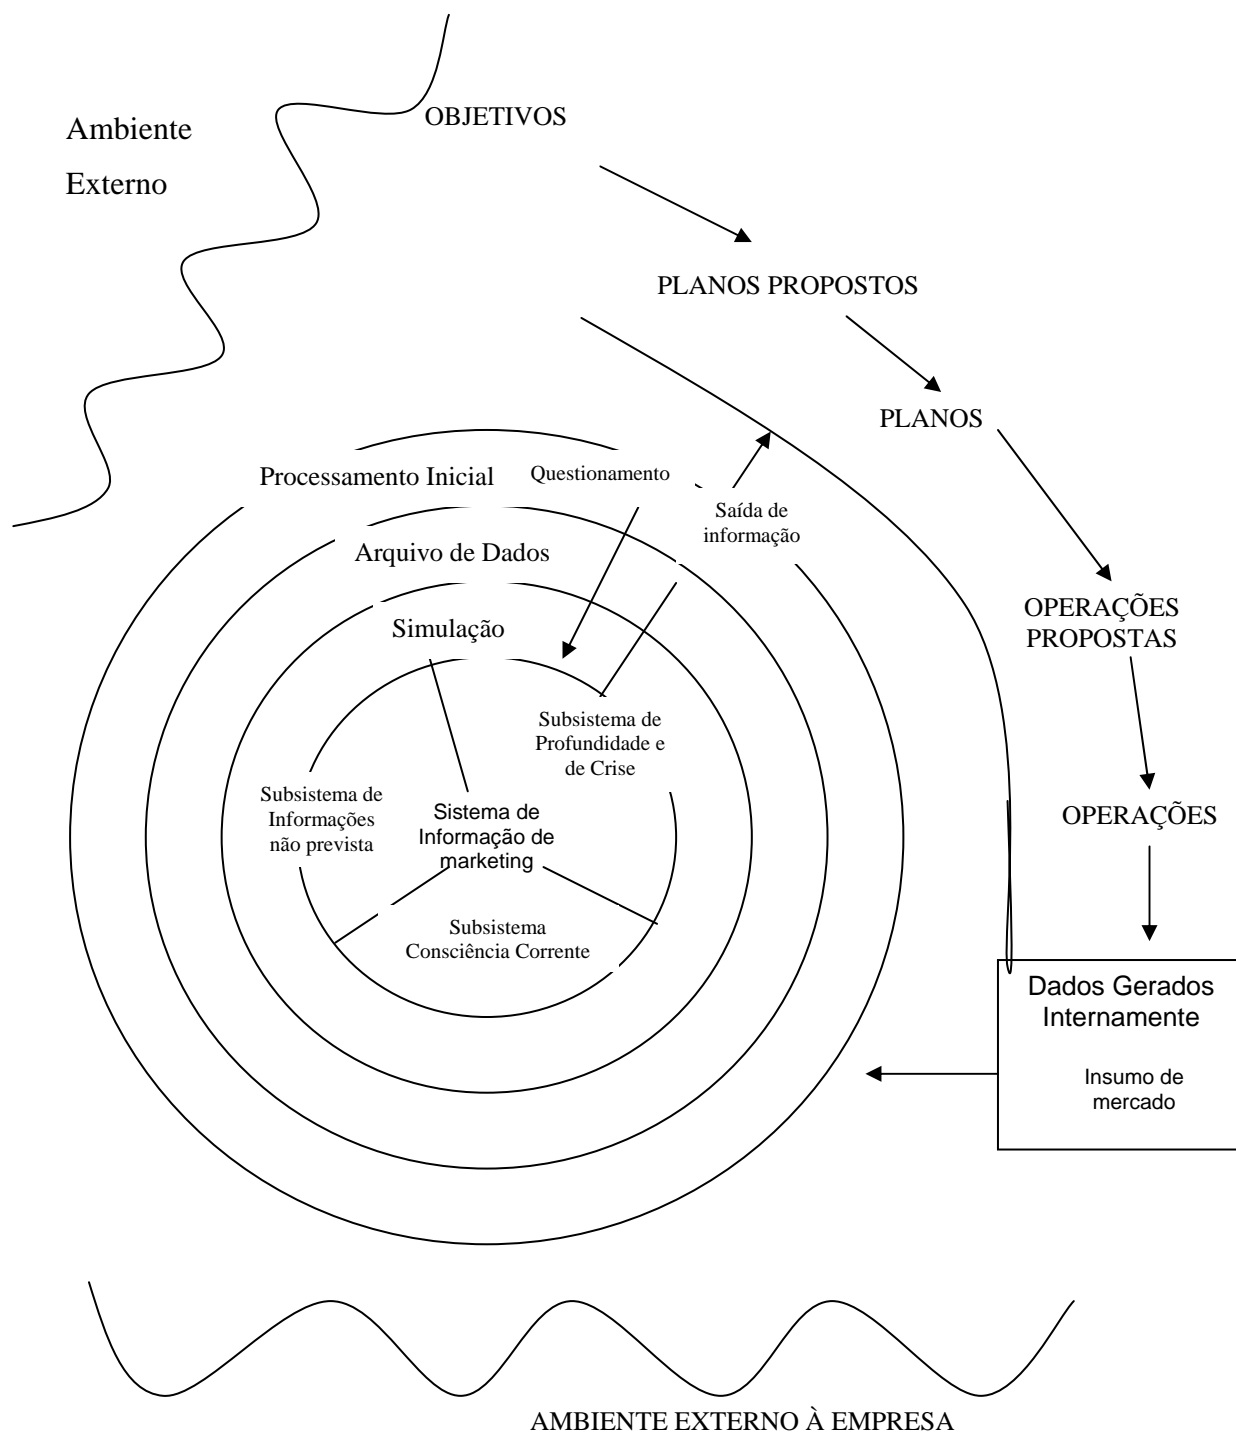 Ambiente
Externo
OBJETIVOS
PLANOS PROPOSTOS
PLANOS
Processamento Inicial
Questionamento
Saída de
informação
Arquivo de Dados
OPERAÇÕES
PROPOSTAS
Simulação
Subsistema de
Profundidade e
de Crise
Subsistema de
Informações
não prevista
Sistema de
Informação de
marketing
OPERAÇÕES
Subsistema
Consciência Corrente
Dados Gerados
Internamente
Insumo de
mercado
AMBIENTE EXTERNO À EMPRESA